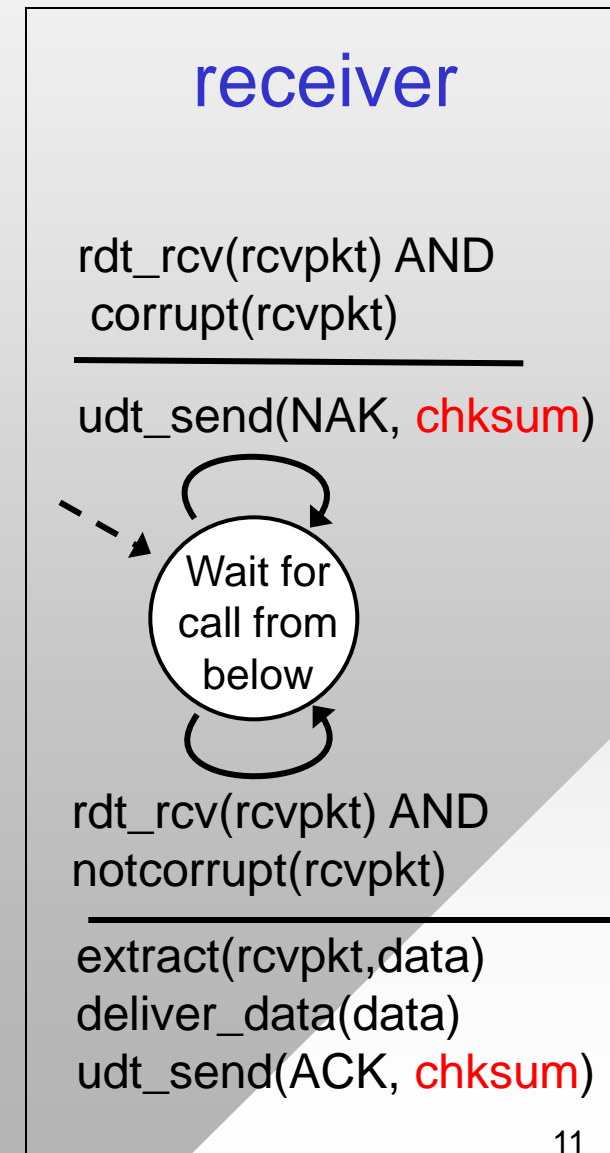 receiver
rdt_rcv(rcvpkt) AND
corrupt(rcvpkt)
udt_send(NAK, chksum)
Wait for
call from
below
rdt_rcv(rcvpkt) AND
notcorrupt(rcvpkt)
extract(rcvpkt,data)
deliver_data(data)
udt_send(ACK, chksum)
11